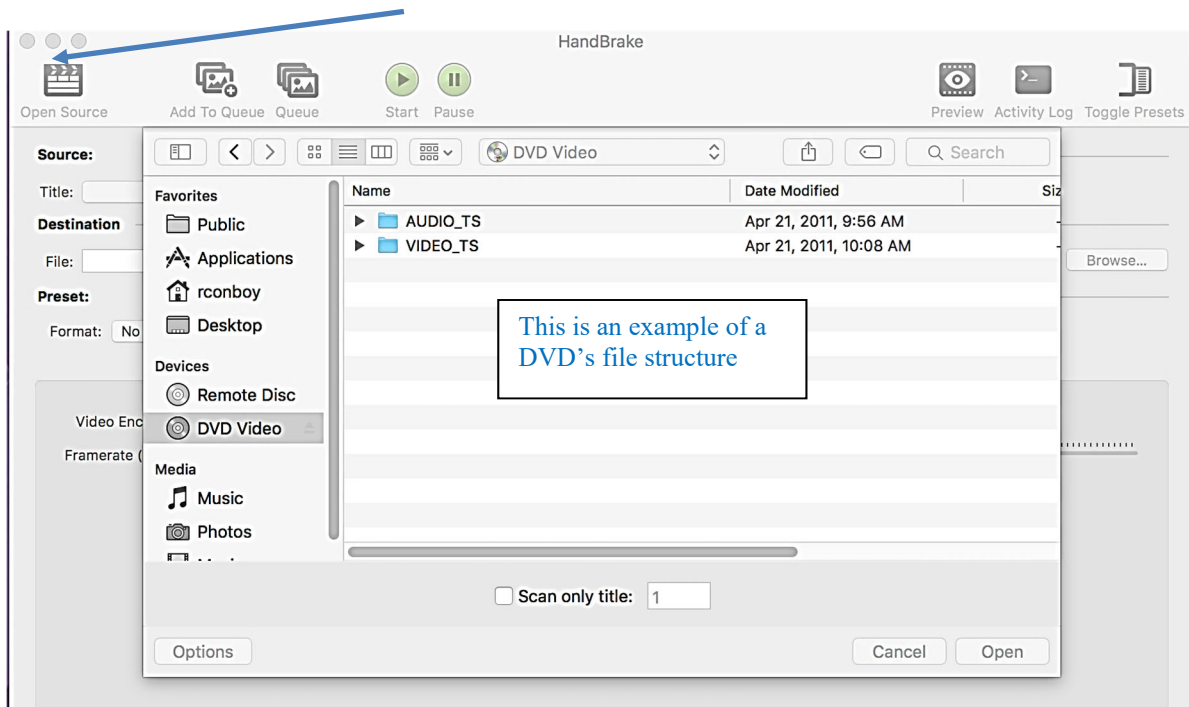 HandBrake
Open Source
Add To Queue
Queue
Start
Pause
Preview
Activity Log
Toggle Presets
Source:
DVD Video
Search
Title:
Destination
File:
Browse...
Preset:
Format: No
Video Enc
Framerate (
Favorites
Public
Applications
rconboy
Desktop
Devices
Remote Disc
DVD Video
Media
Music
Photos
Name
Date Modified
Siz
AUDIO_TS
Apr 21, 2011, 9:56 AM
-
VIDEO_TS
Apr 21, 2011, 10:08 AM
-
This is an example of a
DVD’s file structure
Scan only title: 1
Options
Cancel
Open